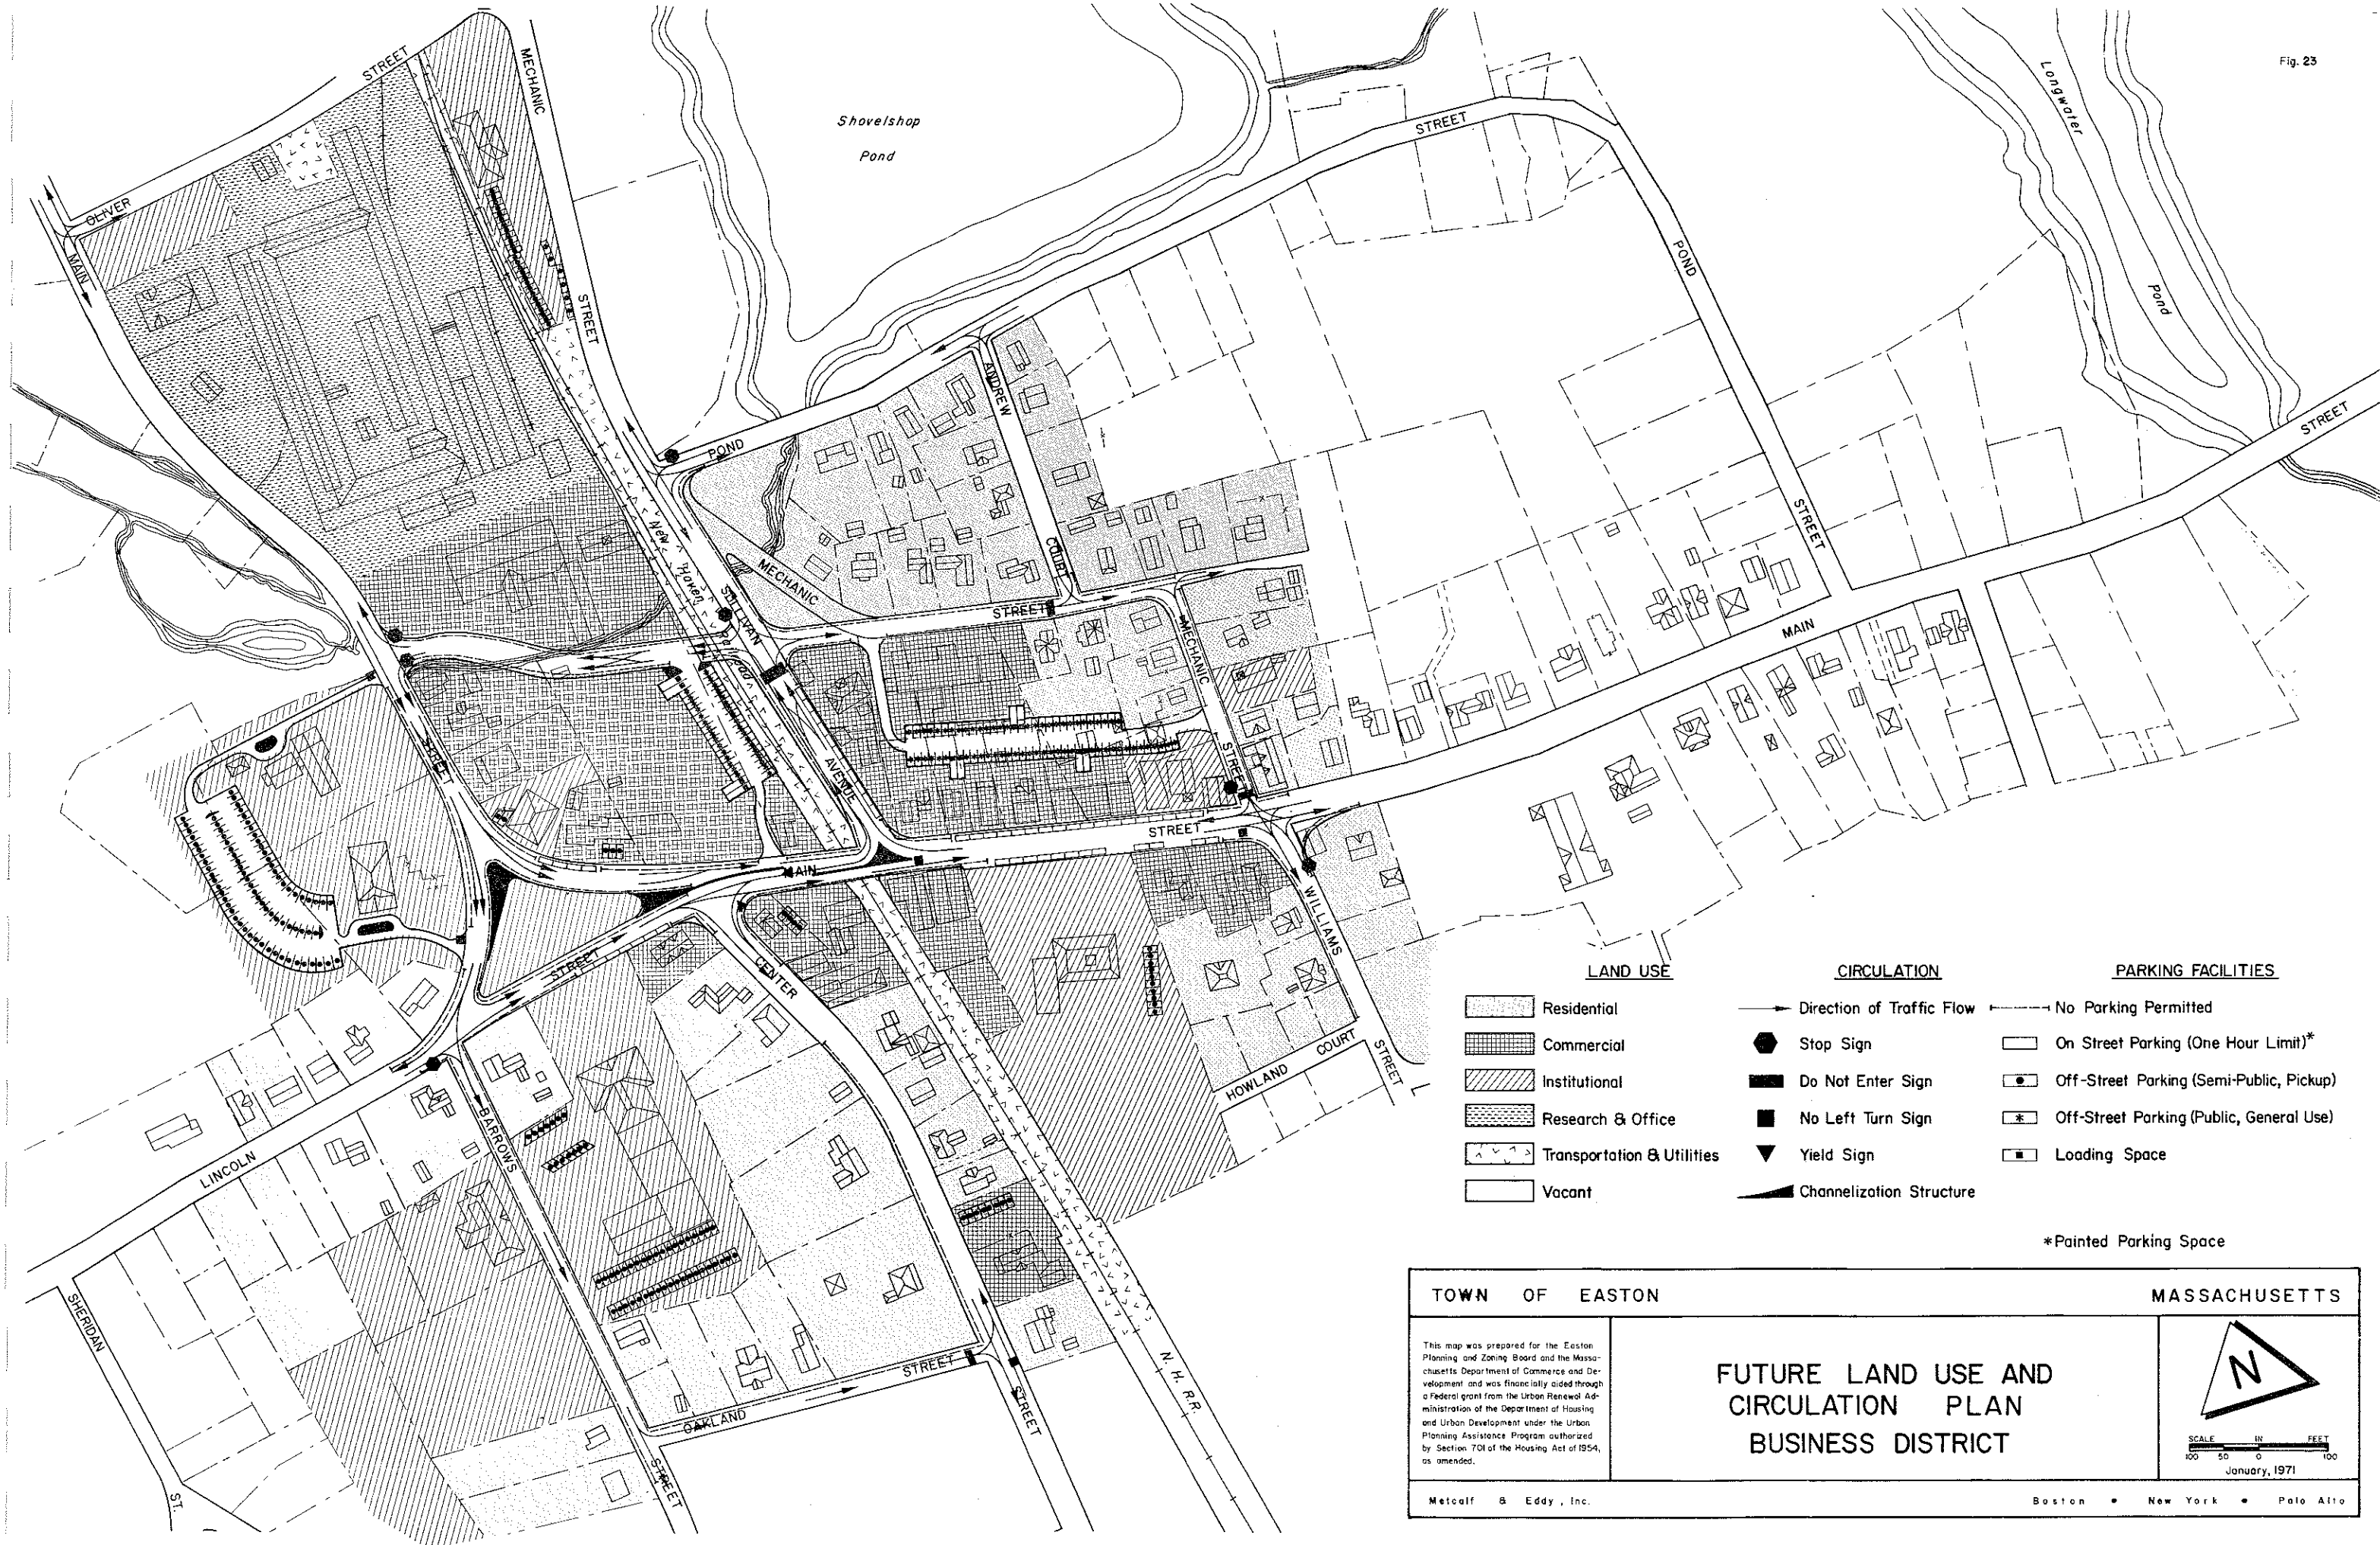 Fig. 23
Shovelshop
Pond
Longwater
Pond
OLIVER
STREET
MECHANIC
STREET
MAIN
STREET
STREET
POND
STREET
POND
ANDREW
COURT
MECHANIC
STREET
MECHANIC
STREET
New Haven Railroad
SULLIVAN
AVENUE
STREET
MAIN
STREET
MAIN
STREET
STREET
CENTER
STREET
WILLIAMS
STREET
HOWLAND COURT
LINCOLN
BARROWS
STREET
OAKLAND STREET
SHERIDAN
ST.
N. H. R.R.
LAND USE
Residential
Commercial
Institutional
Research & Office
Transportation & Utilities
Vacant
CIRCULATION
Direction of Traffic Flow
Stop Sign
Do Not Enter Sign
No Left Turn Sign
Yield Sign
Channelization Structure
PARKING FACILITIES
No Parking Permitted
On Street Parking (One Hour Limit)*
Off-Street Parking (Semi-Public, Pickup)
Off-Street Parking (Public, General Use)
Loading Space
*Painted Parking Space
TOWN OF EASTON MASSACHUSETTS
This map was prepared for the Easton
Planning and Zoning Board and the Massa-
chusetts Department of Commerce and De-
velopment and was financially aided through
a Federal grant from the Urban Renewal Ad-
ministration of the Department of Housing
and Urban Development under the Urban
Planning Assistance Program authorized
by Section 701 of the Housing Act of 1954,
as amended.
FUTURE LAND USE AND
CIRCULATION PLAN
BUSINESS DISTRICT
N
SCALE IN FEET
100 50 0 100
January, 1971
Metcalf & Eddy, Inc.
Boston • New York • Palo Alto